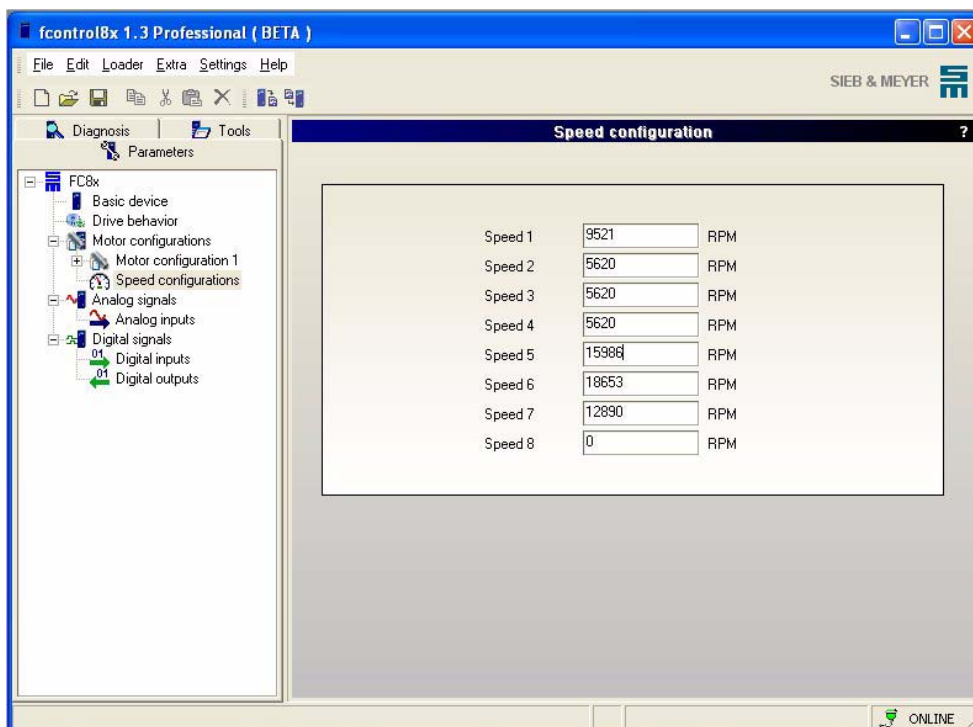 fcontrol8x 1.3 Professional ( BETA )
File Edit Loader Extra Settings Help
SIEB & MEYER
Diagnosis
Tools
Parameters
Speed configuration
?
FC8x
Basic device
Drive behavior
Motor configurations
Motor configuration 1
Speed configurations
Analog signals
Analog inputs
Digital signals
01 Digital inputs
01 Digital outputs
Speed 1 9521 RPM
Speed 2 5620 RPM
Speed 3 5620 RPM
Speed 4 5620 RPM
Speed 5 15986 RPM
Speed 6 18653 RPM
Speed 7 12890 RPM
Speed 8 0 RPM
ONLINE